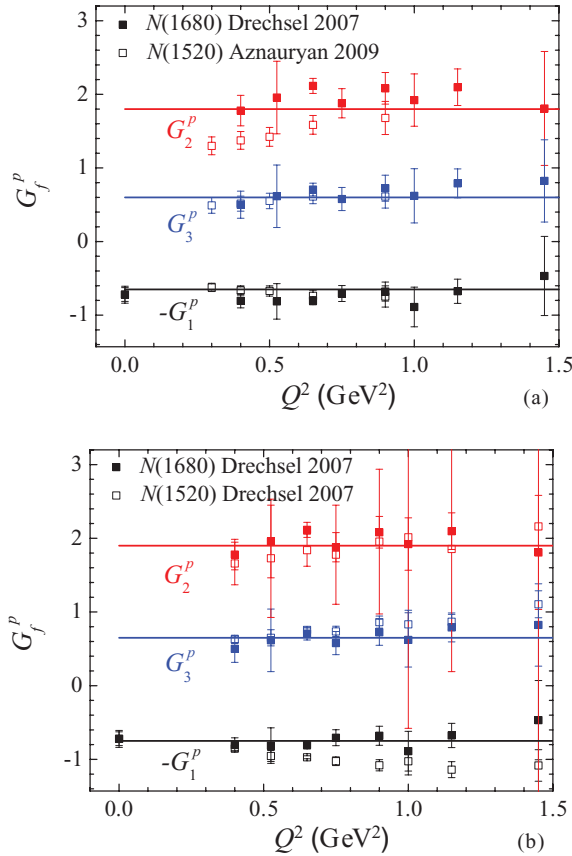 N(1680) Drechsel 2007
N(1520) Aznauryan 2009
3
2
1
0
-1
G_f^p
G_2^p
G_3^p
-G_1^p
0.0 0.5 1.0 1.5
Q^2 (GeV^2) (a)
N(1680) Drechsel 2007
N(1520) Drechsel 2007
3
2
1
0
-1
G_f^p
G_2^p
G_3^p
-G_1^p
0.0 0.5 1.0 1.5
Q^2 (GeV^2) (b)